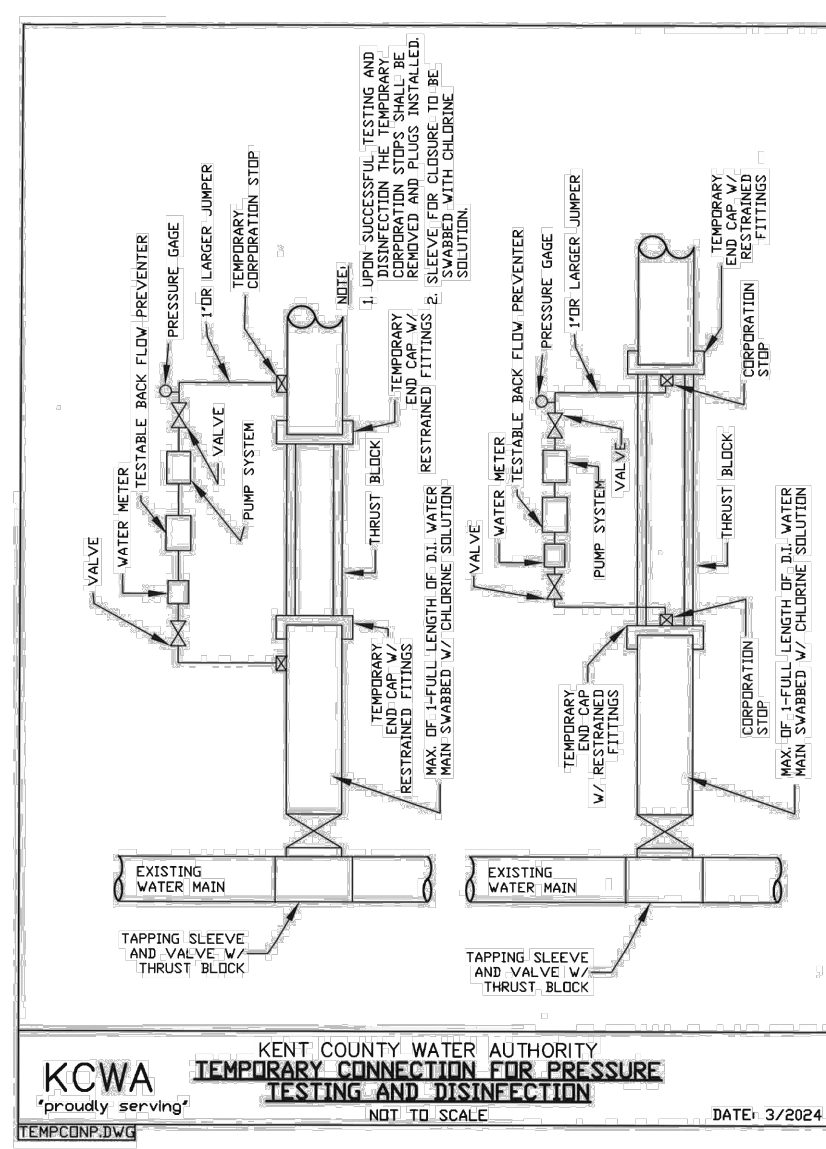 NOTE:
1. UPON SUCCESSFUL TESTING AND
DISINFECTION THE TEMPORARY
CORPORATION STOPS SHALL BE
REMOVED AND PLUGS INSTALLED.
2. SLEEVE FOR CLOSURE TO BE
SWABBED WITH CHLORINE
SOLUTION.
VALVE
WATER METER
TESTABLE BACK FLOW PREVENTER
PRESSURE GAGE
1"OR LARGER JUMPER
TEMPORARY
CORPORATION STOP
VALVE
PUMP SYSTEM
TEMPORARY
END CAP W/
RESTRAINED FITTINGS
THRUST BLOCK
TEMPORARY
END CAP W/
RESTRAINED FITTINGS
MAX. OF 1-FULL LENGTH OF D.I. WATER
MAIN SWABBED W/ CHLORINE SOLUTION
EXISTING
WATER MAIN
TAPPING SLEEVE
AND VALVE W/
THRUST BLOCK
VALVE
WATER METER
TESTABLE BACK FLOW PREVENTER
PRESSURE GAGE
1"OR LARGER JUMPER
TEMPORARY
END CAP W/
RESTRAINED
FITTINGS
PUMP SYSTEM
VALVE
CORPORATION
STOP
THRUST BLOCK
TEMPORARY
END CAP
W/ RESTRAINED
FITTINGS
CORPORATION
STOP
MAX. OF 1-FULL LENGTH OF D.I. WATER
MAIN SWABBED W/ CHLORINE SOLUTION
EXISTING
WATER MAIN
TAPPING SLEEVE
AND VALVE W/
THRUST BLOCK
KCWA
"proudly serving"
KENT COUNTY WATER AUTHORITY
TEMPORARY CONNECTION FOR PRESSURE
TESTING AND DISINFECTION
NOT TO SCALE
DATE: 3/2024
TEMPCONP.DWG